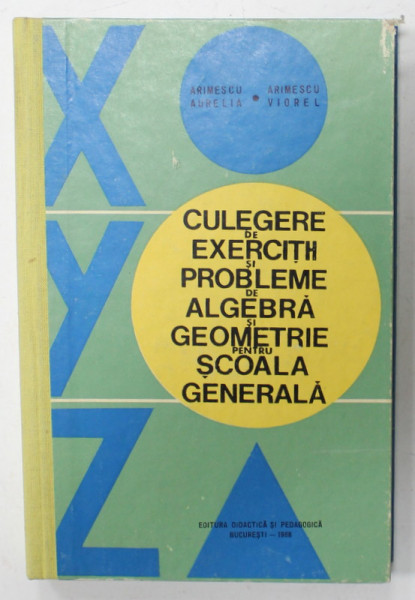 X
ARIMESCU ARIMESCU
AURELIA • VIOREL
CULEGERE
DE
EXERCIȚII
ȘI
PROBLEME
DE
ALGEBRĂ
ȘI
GEOMETRIE
PENTRU
ȘCOALA
GENERALĂ
Y
Z
EDITURA DIDACTICĂ ȘI PEDAGOGICĂ
BUCUREȘTI —